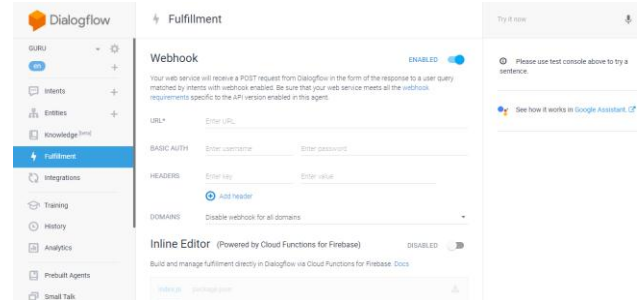 Dialogflow
GURU
en
Intents
Entities
Knowledge [beta]
Fulfillment
Integrations
Training
History
Analytics
Prebuilt Agents
Small Talk
Fulfillment
Webhook
ENABLED
Your web service will receive a POST request from Dialogflow in the form of the response to a user query
matched by intents with webhook enabled. Be sure that your web service meets all the webhook
requirements specific to the API version enabled in this agent.
URL* Enter URL
BASIC AUTH Enter username Enter password
HEADERS Enter key Enter value
Add header
DOMAINS Disable webhook for all domains
Inline Editor (Powered by Cloud Functions for Firebase) DISABLED
Build and manage fulfillment directly in Dialogflow via Cloud Functions for Firebase. Docs
index.js package.json
Try it now
Please use test console above to try a
sentence.
See how it works in Google Assistant.